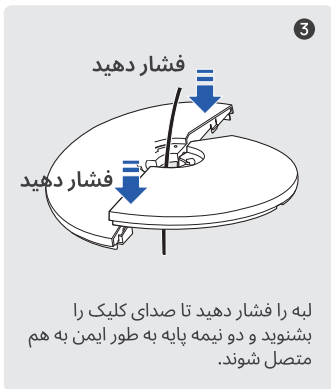 3
فشار دهید
فشار دهید
لبه را فشار دهید تا صدای کلیک را
بشنوید و دو نیمه پایه به طور ایمن به هم
متصل شوند.